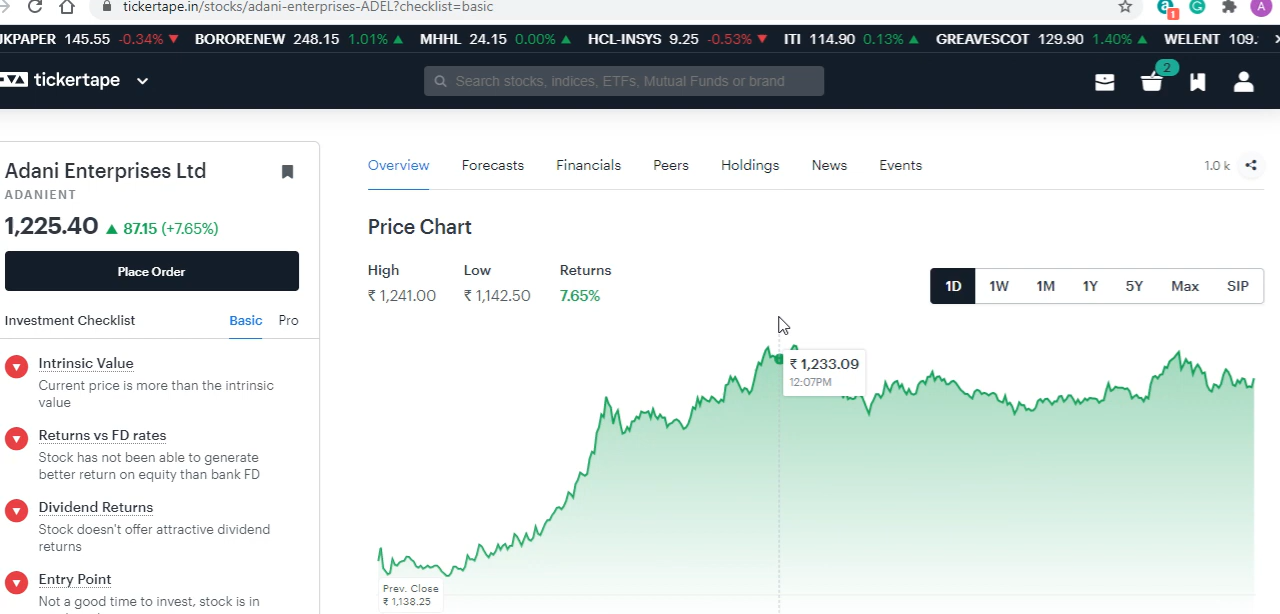 tickertape.in/stocks/adani-enterprises-ADEL?checklist=basic
a 1 G A
JKPAPER 145.55 -0.34% ▼ BORORENEW 248.15 1.01% ▲ MHHL 24.15 0.00% ▲ HCL-INSYS 9.25 -0.53% ▼ ITI 114.90 0.13% ▲ GREAVESCOT 129.90 1.40% ▲ WELENT 109.
tickertape
Search stocks, indices, ETFs, Mutual Funds or brand
2
Adani Enterprises Ltd
ADANIENT
1,225.40 ▲ 87.15 (+7.65%)
Place Order
Investment Checklist Basic Pro
Intrinsic Value
Current price is more than the intrinsic
value
Returns vs FD rates
Stock has not been able to generate
better return on equity than bank FD
Dividend Returns
Stock doesn't offer attractive dividend
returns
Entry Point
Not a good time to invest, stock is in
Overview Forecasts Financials Peers Holdings News Events
1.0 k
Price Chart
High Low Returns
₹ 1,241.00 ₹ 1,142.50 7.65%
1D 1W 1M 1Y 5Y Max SIP
₹ 1,233.09
12:07PM
Prev. Close
₹ 1,138.25